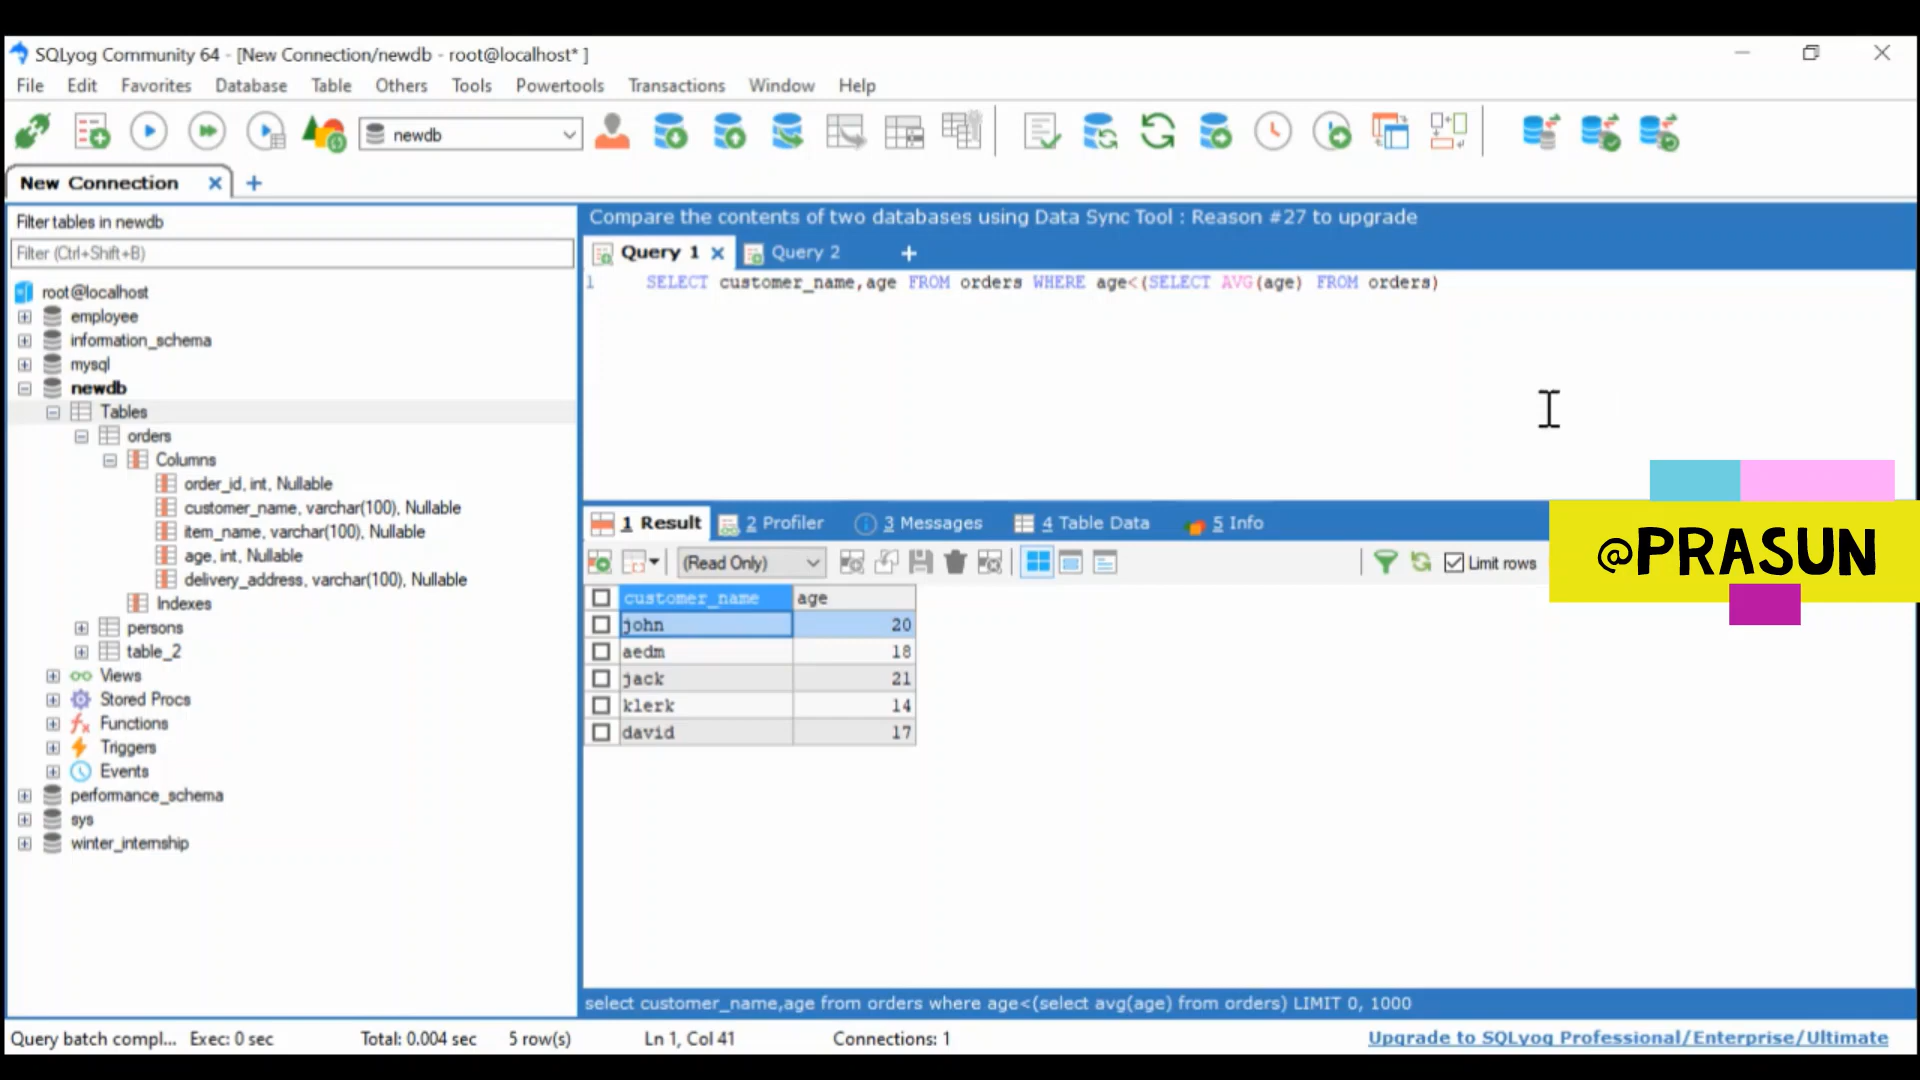 SQLyog Community 64 - [New Connection/newdb - root@localhost* ]
File Edit Favorites Database Table Others Tools Powertools Transactions Window Help
newdb
New Connection
Filter tables in newdb
Filter (Ctrl+Shift+B)
root@localhost
employee
information_schema
mysql
newdb
Tables
orders
Columns
order_id, int, Nullable
customer_name, varchar(100), Nullable
item_name, varchar(100), Nullable
age, int, Nullable
delivery_address, varchar(100), Nullable
Indexes
persons
table_2
Views
Stored Procs
Functions
Triggers
Events
performance_schema
sys
winter_internship
Compare the contents of two databases using Data Sync Tool : Reason #27 to upgrade
Query 1 Query 2
1 SELECT customer_name,age FROM orders WHERE age<(SELECT AVG(age) FROM orders)
1 Result 2 Profiler 3 Messages 4 Table Data 5 Info
(Read Only) Limit rows
@PRASUN
customer_name age
john 20
aedm 18
jack 21
klerk 14
david 17
select customer_name,age from orders where age<(select avg(age) from orders) LIMIT 0, 1000
Query batch compl... Exec: 0 sec Total: 0.004 sec 5 row(s) Ln 1, Col 41 Connections: 1 Upgrade to SQLyog Professional/Enterprise/Ultimate